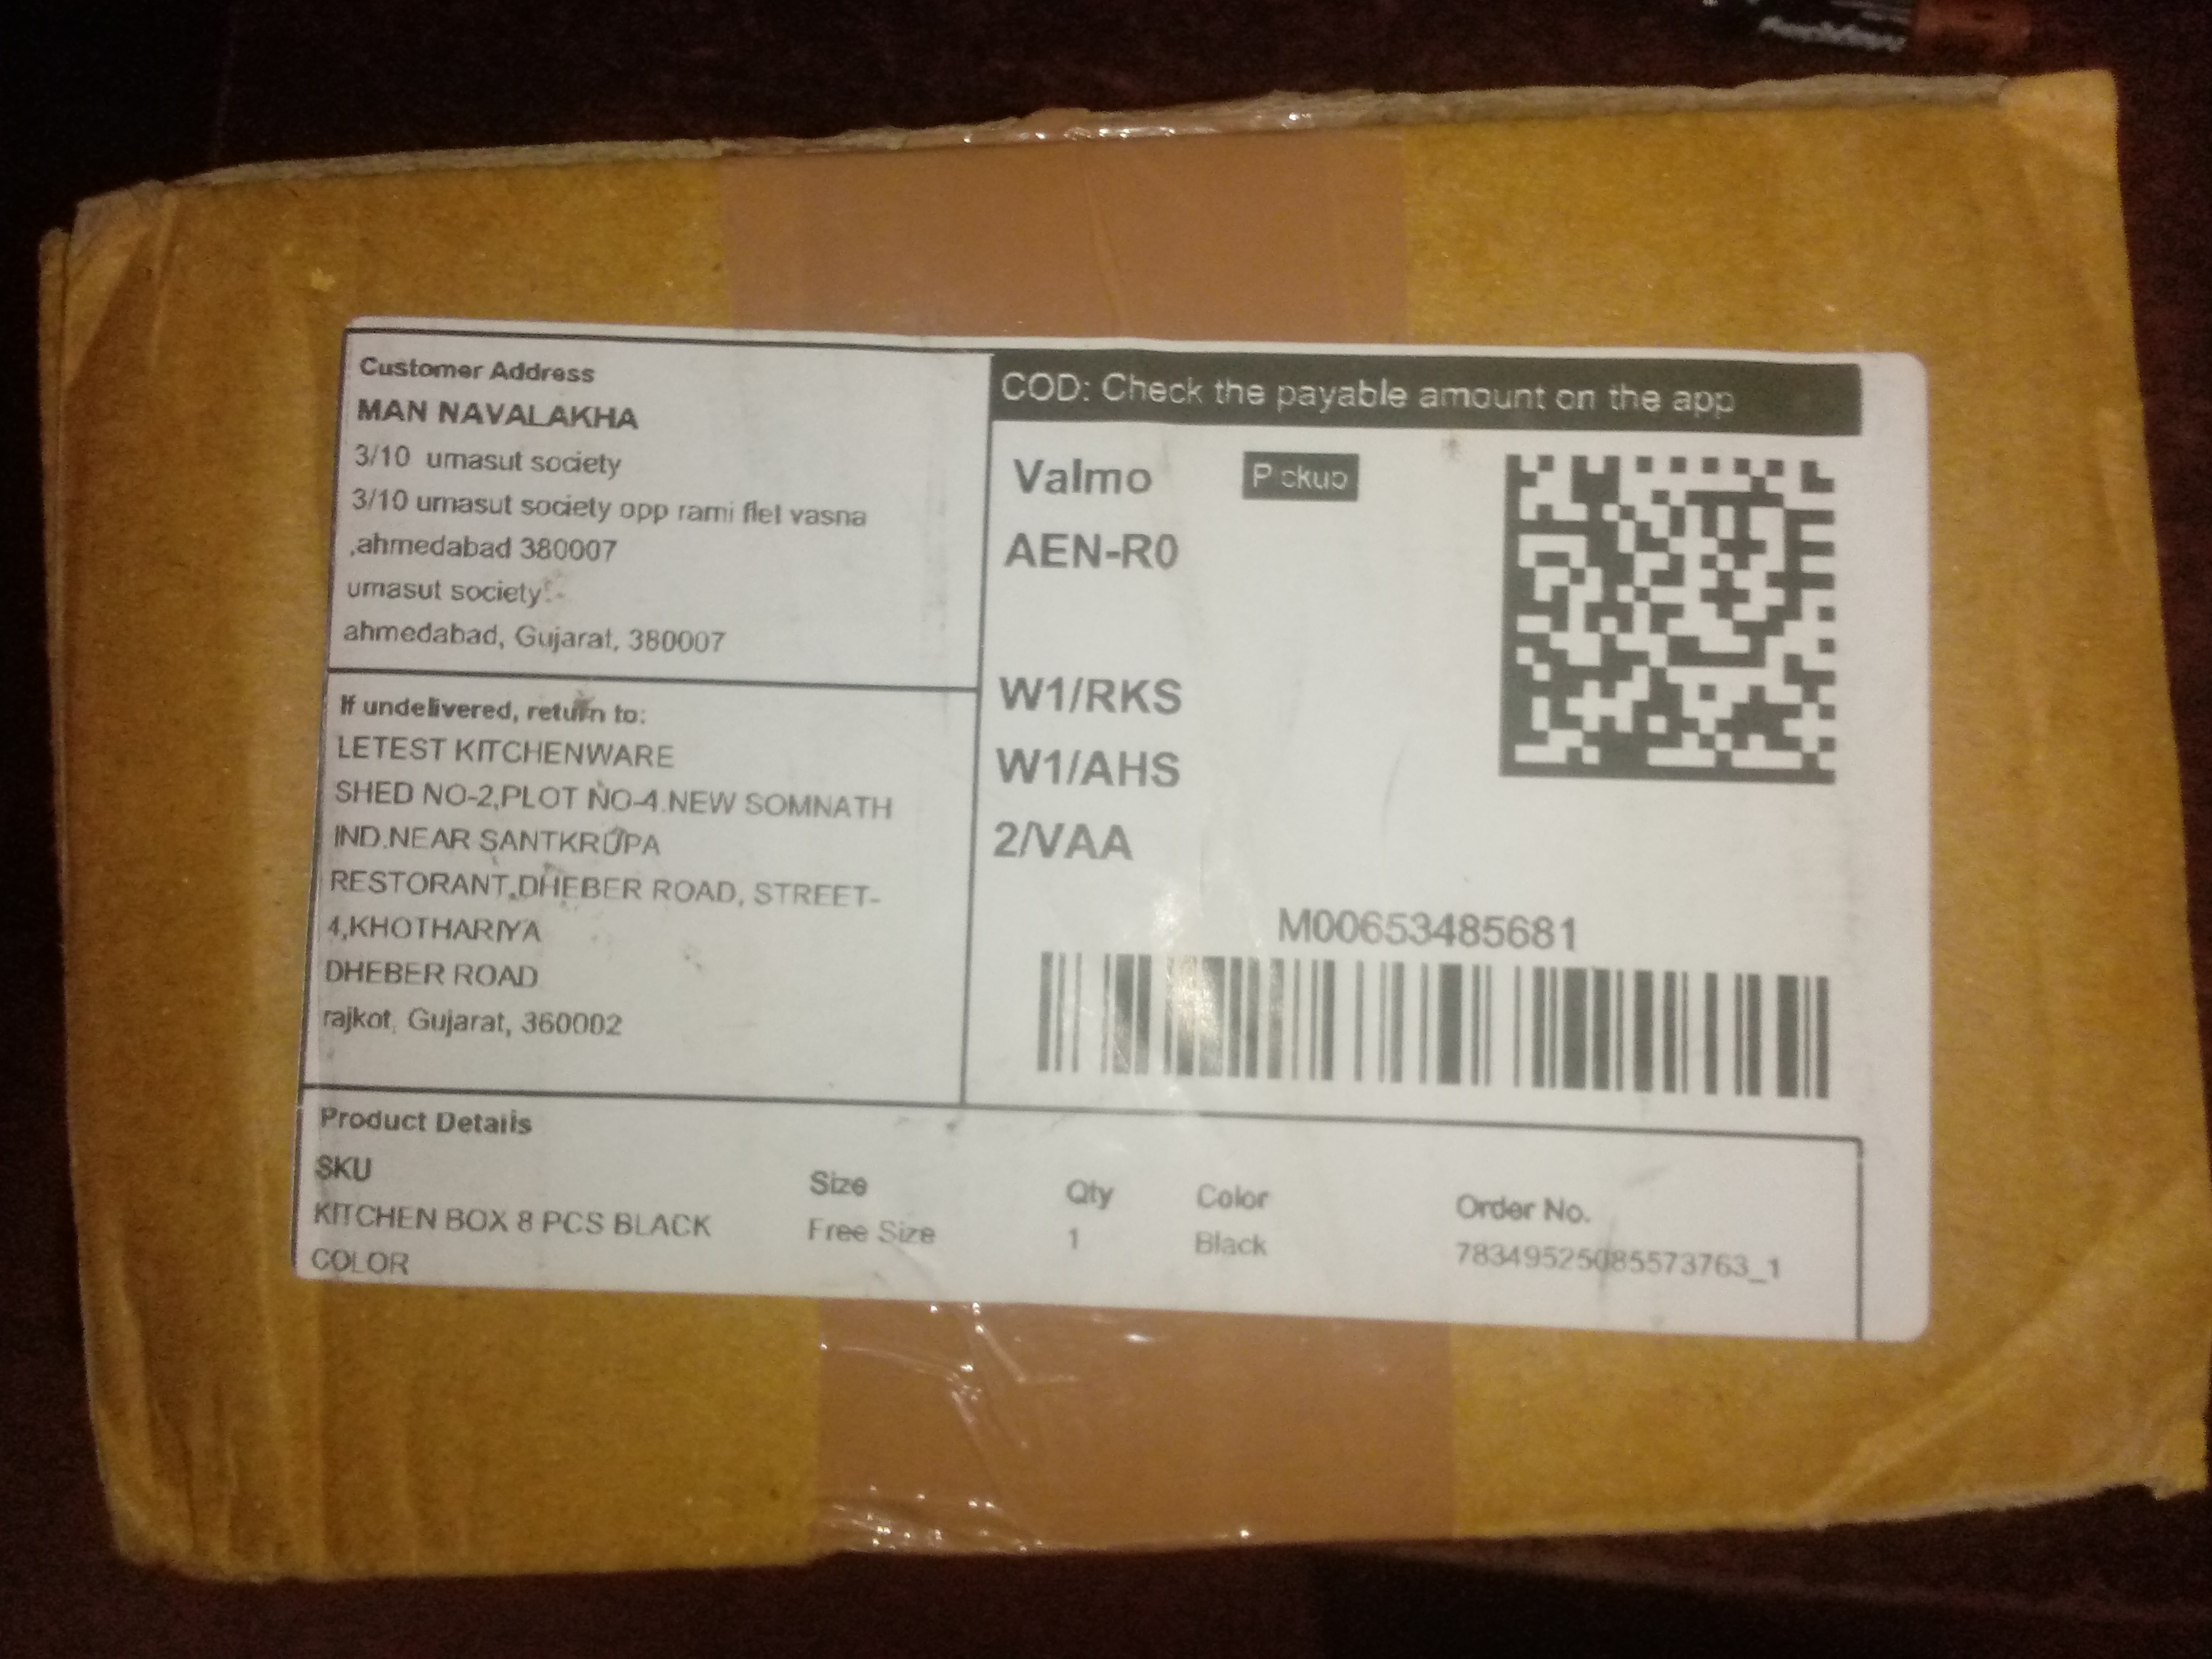 Customer Address
MAN NAVALAKHA
3/10 umasut society
3/10 umasut society opp rami flet vasna
,ahmedabad 380007
umasut society
ahmedabad, Gujarat, 380007
If undelivered, return to:
LETEST KITCHENWARE
SHED NO-2,PLOT NO-4.NEW SOMNATH
IND.NEAR SANTKRUPA
RESTORANT,DHEBER ROAD, STREET-
4,KHOTHARIYA
DHEBER ROAD
rajkot, Gujarat, 360002
COD: Check the payable amount on the app
Valmo Pickup
AEN-R0
W1/RKS
W1/AHS
2/VAA
M00653485681
Product Details
SKU Size Qty Color Order No.
KITCHEN BOX 8 PCS BLACK Free Size 1 Black 78349525085573763_1
COLOR